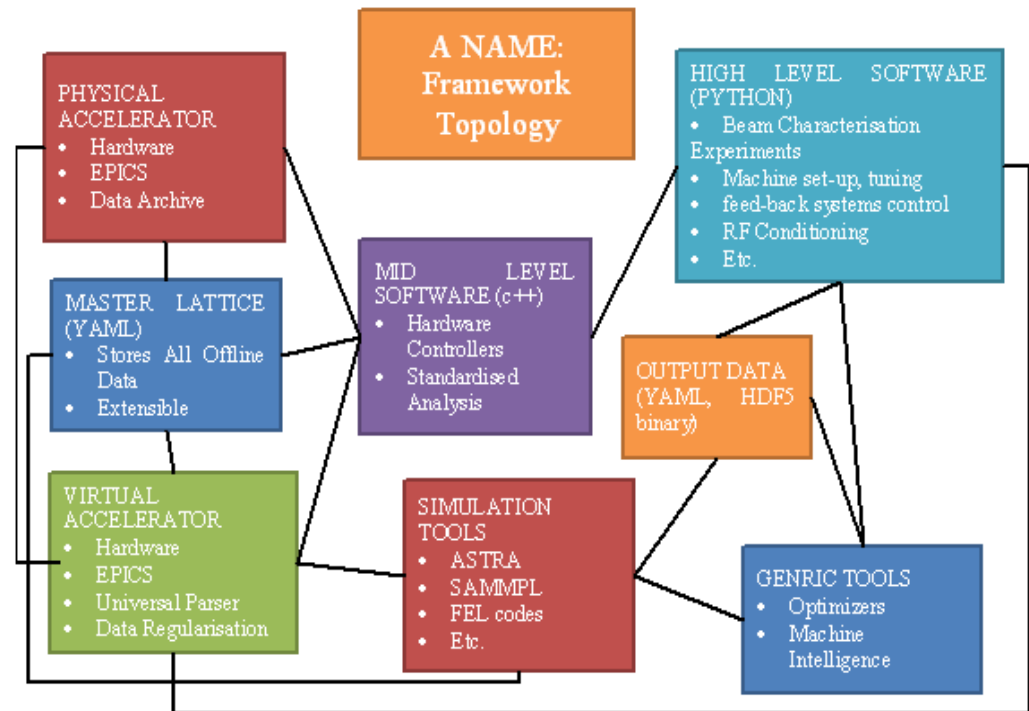 A NAME:
Framework
Topology
PHYSICAL
ACCELERATOR
• Hardware
• EPICS
• Data Archive
HIGH LEVEL SOFTWARE
(PYTHON)
• Beam Characterisation
Experiments
• Machine set-up, tuning
• feed-back systems control
• RF Conditioning
• Etc.
MID LEVEL
SOFTWARE (c++)
• Hardware
Controllers
• Standardised
Analysis
MASTER LATTICE
(YAML)
• Stores All Offline
Data
• Extensible
OUTPUT DATA
(YAML, HDF5
binary)
VIRTUAL
ACCELERATOR
• Hardware
• EPICS
• Universal Parser
• Data Regularisation
SIMULATION
TOOLS
• ASTRA
• SAMMPL
• FEL codes
• Etc.
GENRIC TOOLS
• Optimizers
• Machine
Intelligence